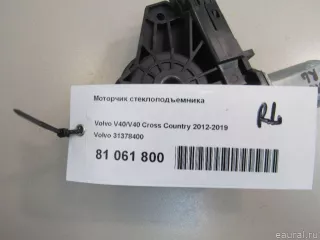 Моторчик стеклоподъемника
Volvo V40/V40 Cross Country 2012-2019
Volvo 31378400
81 061 800
RL
eaural.ru